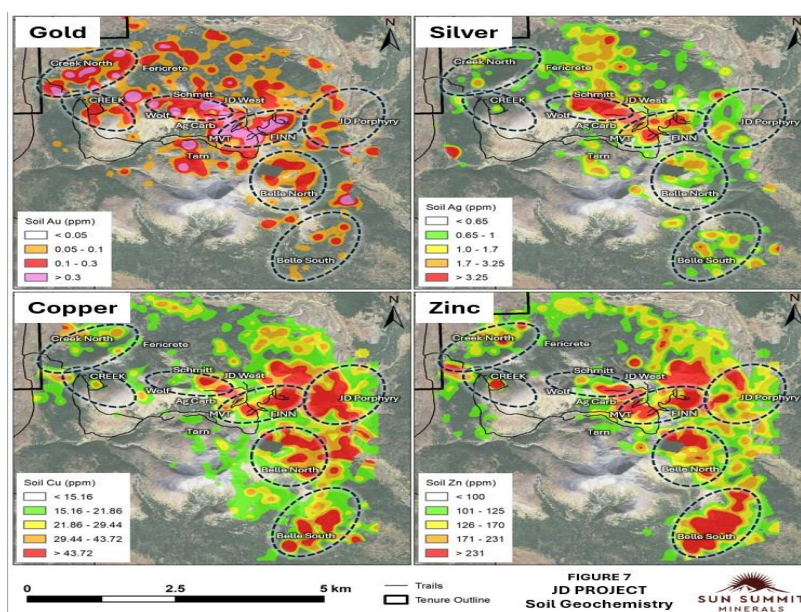 Gold
N
Creek North
Fericrete
CREEK
Schmitt
JD West
Wolf
JD Porphyry
Ag Carb
MVT
FINN
Tarn
Belle North
Belle South
Soil Au (ppm)
< 0.05
0.05 - 0.1
0.1 - 0.3
> 0.3
Silver
N
Creek North
Fericrete
CREEK
Schmitt
JD West
Wolf
JD Porphyry
Ag Carb
MVT
FINN
Tarn
Belle North
Belle South
Soil Ag (ppm)
< 0.65
0.65 - 1
1.0 - 1.7
1.7 - 3.25
> 3.25
Copper
N
Creek North
Fericrete
CREEK
Schmitt
JD West
Wolf
JD Porphyry
Ag Carb
MVT
FINN
Tarn
Belle North
Belle South
Soil Cu (ppm)
< 15.16
15.16 - 21.86
21.86 - 29.44
29.44 - 43.72
> 43.72
Zinc
N
Creek North
Fericrete
CREEK
Schmitt
JD West
Wolf
JD Porphyry
Ag Carb
MVT
FINN
Tarn
Belle North
Belle South
Soil Zn (ppm)
< 100
101 - 125
126 - 170
171 - 231
> 231
0 2.5 5 km
Trails
Tenure Outline
FIGURE 7
JD PROJECT
Soil Geochemistry
SUN SUMMIT
MINERALS